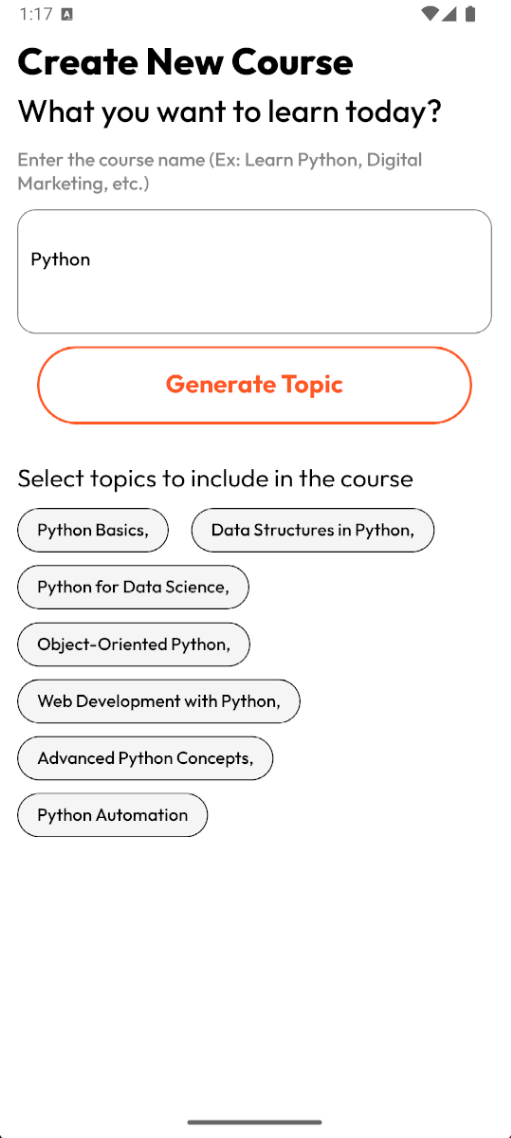 1:17 A
Create New Course
What you want to learn today?
Enter the course name (Ex: Learn Python, Digital
Marketing, etc.)
Python
Generate Topic
Select topics to include in the course
Python Basics, Data Structures in Python,
Python for Data Science,
Object-Oriented Python,
Web Development with Python,
Advanced Python Concepts,
Python Automation